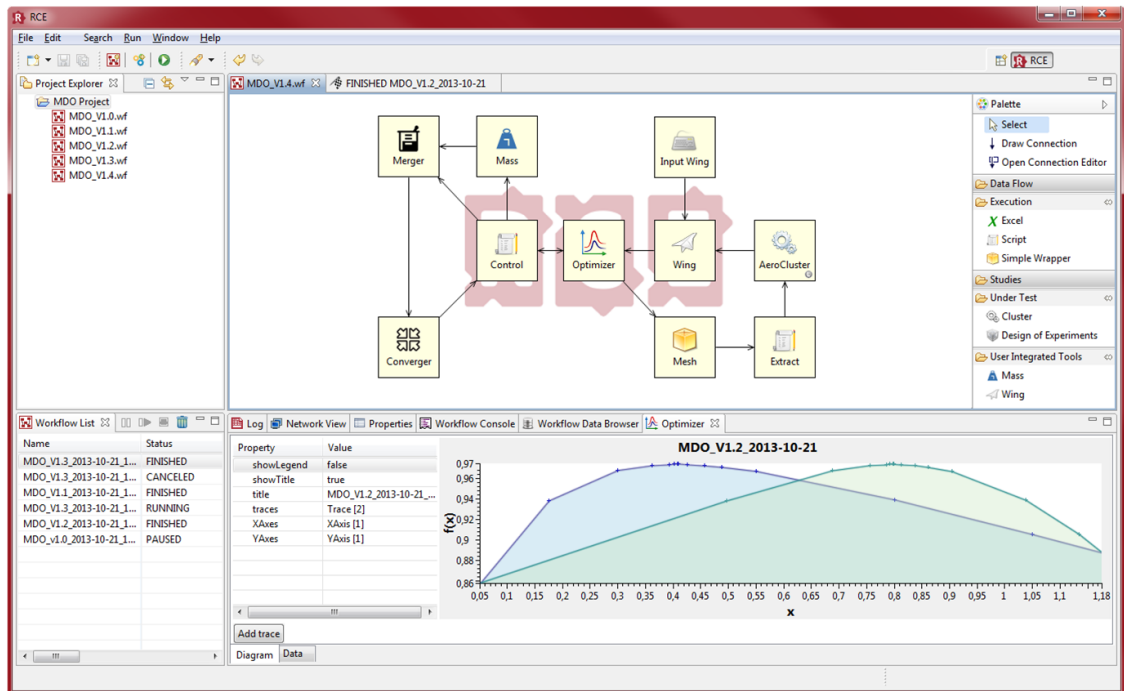 RCE
File Edit Search Run Window Help
RCE
Project Explorer
MDO Project
MDO_V1.0.wf
MDO_V1.1.wf
MDO_V1.2.wf
MDO_V1.3.wf
MDO_V1.4.wf
MDO_V1.4.wf FINISHED MDO_V1.2_2013-10-21
Merger Mass Input Wing
Control Optimizer Wing AeroCluster
Converger Mesh Extract
Palette
Select
Draw Connection
Open Connection Editor
Data Flow
Execution
Excel
Script
Simple Wrapper
Studies
Under Test
Cluster
Design of Experiments
User Integrated Tools
Mass
Wing
Workflow List
Name Status
MDO_V1.3_2013-10-21_1... FINISHED
MDO_V1.3_2013-10-21_1... CANCELED
MDO_V1.1_2013-10-21_1... FINISHED
MDO_V1.3_2013-10-21_1... RUNNING
MDO_V1.2_2013-10-21_1... FINISHED
MDO_v1.0_2013-10-21_1... PAUSED
Log Network View Properties Workflow Console Workflow Data Browser Optimizer
Property Value
showLegend false
showTitle true
title MDO_V1.2_2013-10-21_...
traces Trace [2]
XAxes XAxis [1]
YAxes YAxis [1]
Add trace
Diagram Data
MDO_V1.2_2013-10-21
f(x)
0,97
0,96
0,94
0,92
0,9
0,88
0,86
0,05 0,1 0,15 0,2 0,25 0,3 0,35 0,4 0,45 0,5 0,55 0,6 0,65 0,7 0,75 0,8 0,85 0,9 0,95 1 1,05 1,1 1,18
x